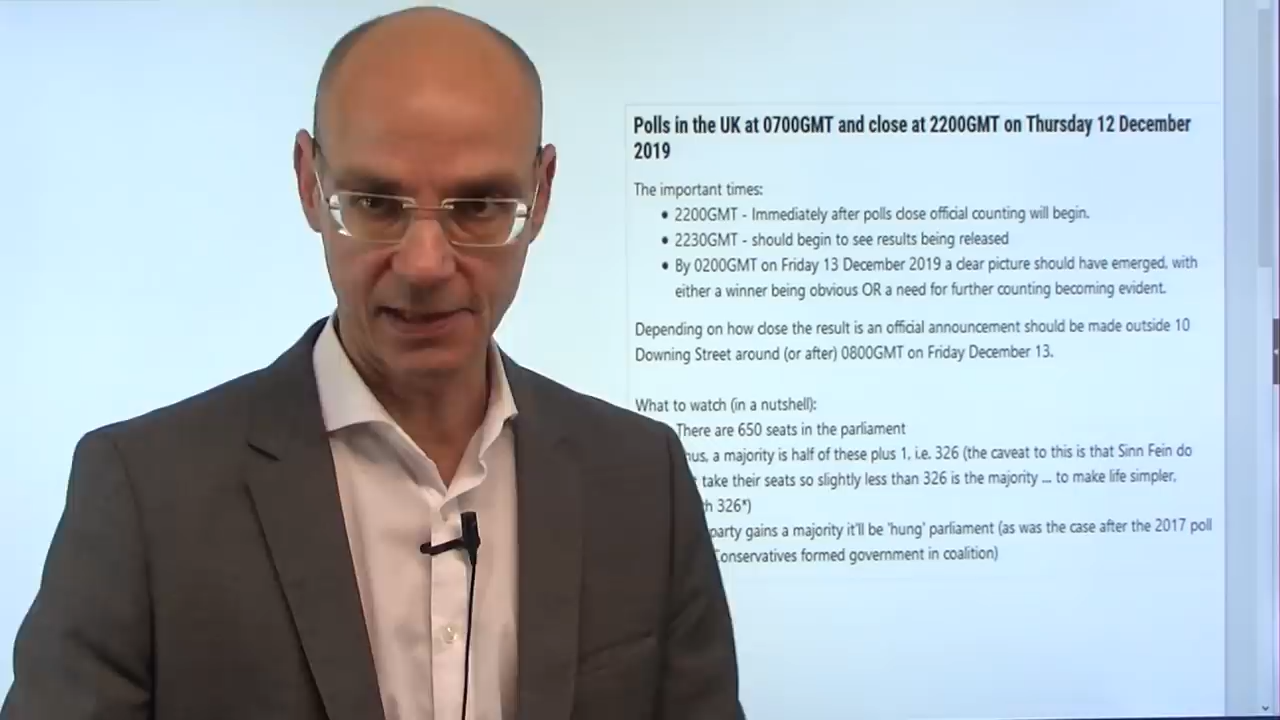 Polls in the UK at 0700GMT and close at 2200GMT on Thursday 12 December
2019
The important times:
• 2200GMT - Immediately after polls close official counting will begin.
• 2230GMT - should begin to see results being released
• By 0200GMT on Friday 13 December 2019 a clear picture should have emerged, with
either a winner being obvious OR a need for further counting becoming evident.
Depending on how close the result is an official announcement should be made outside 10
Downing Street around (or after) 0800GMT on Friday December 13.
What to watch (in a nutshell):
There are 650 seats in the parliament
a majority is half of these plus 1, i.e. 326 (the caveat to this is that Sinn Fein do
take their seats so slightly less than 326 is the majority ... to make life simpler,
326*)
party gains a majority it'll be 'hung' parliament (as was the case after the 2017 poll
onservatives formed government in coalition)